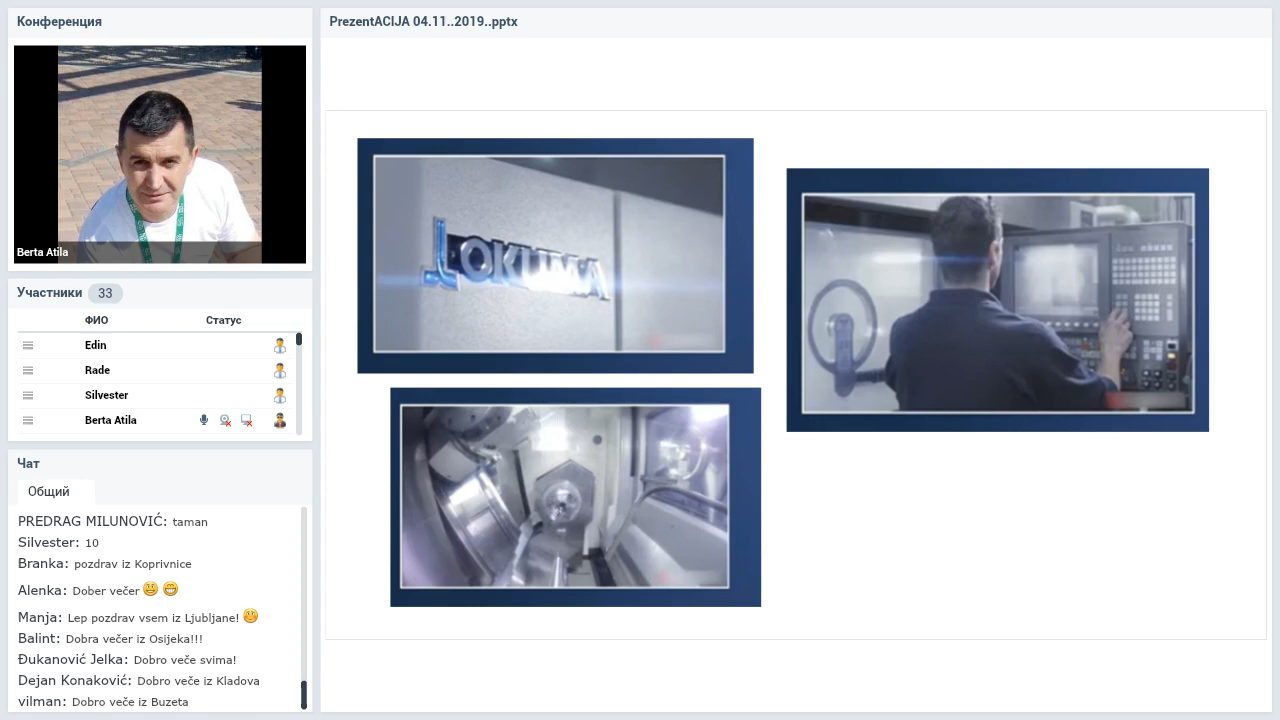 Конференция
Berta Atila
Участники 33
ФИО Статус
Edin
Rade
Silvester
Berta Atila
Чат
Общий
PREDRAG MILUNOVIĆ: taman
Silvester: 10
Branka: pozdrav iz Koprivnice
Alenka: Dober večer
Manja: Lep pozdrav vsem iz Ljubljane!
Balint: Dobra večer iz Osijeka!!!
Đukanović Jelka: Dobro veče svima!
Dejan Konaković: Dobro veče iz Kladova
vilman: Dobro veče iz Buzeta
PrezentACIJA 04.11..2019..pptx
OKUMA